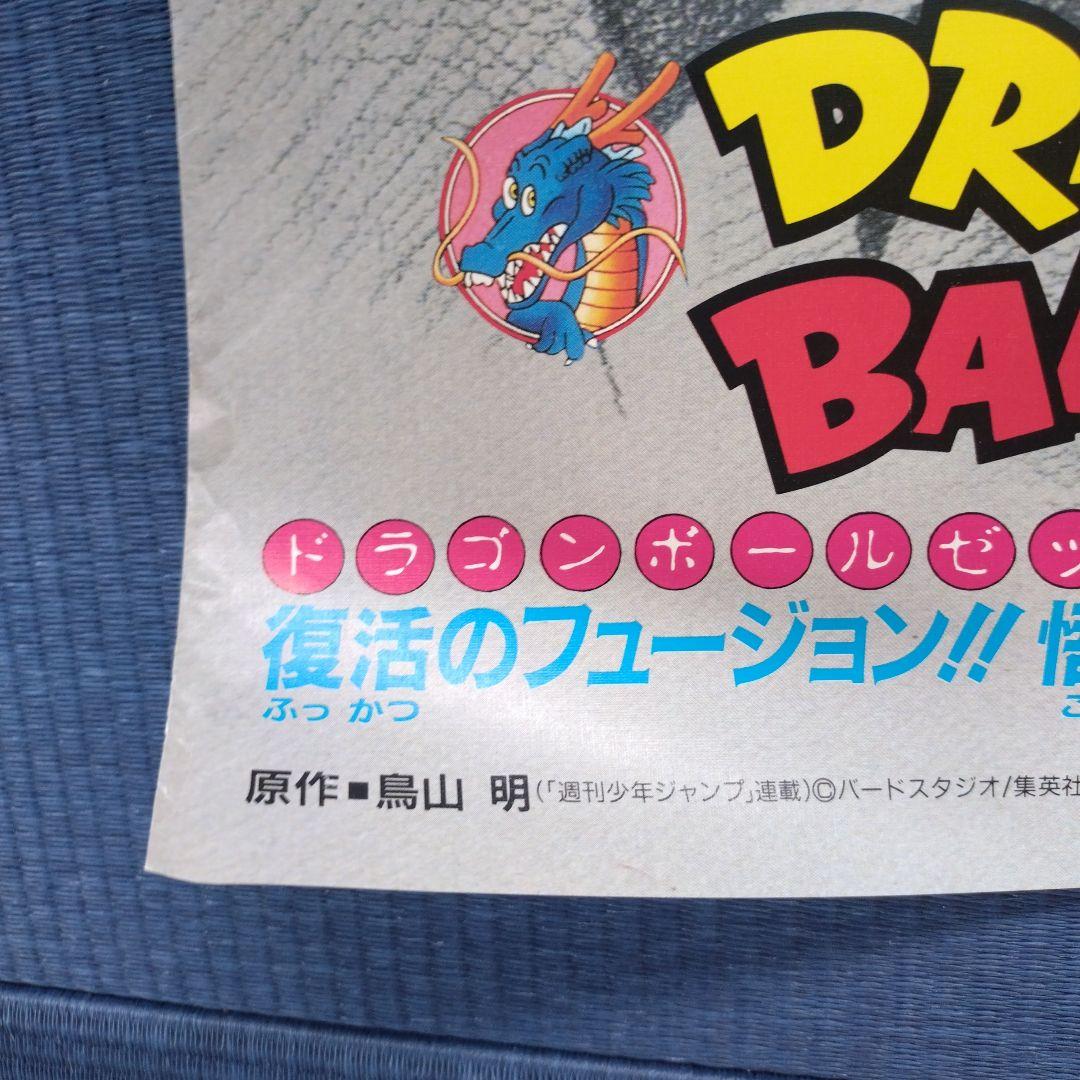 DR
BA
ドラゴンボールゼッ
復活のフュージョン!! 悟
ふっ かつ ご
原作■鳥山 明(「週刊少年ジャンプ」連載)©バードスタジオ/集英社